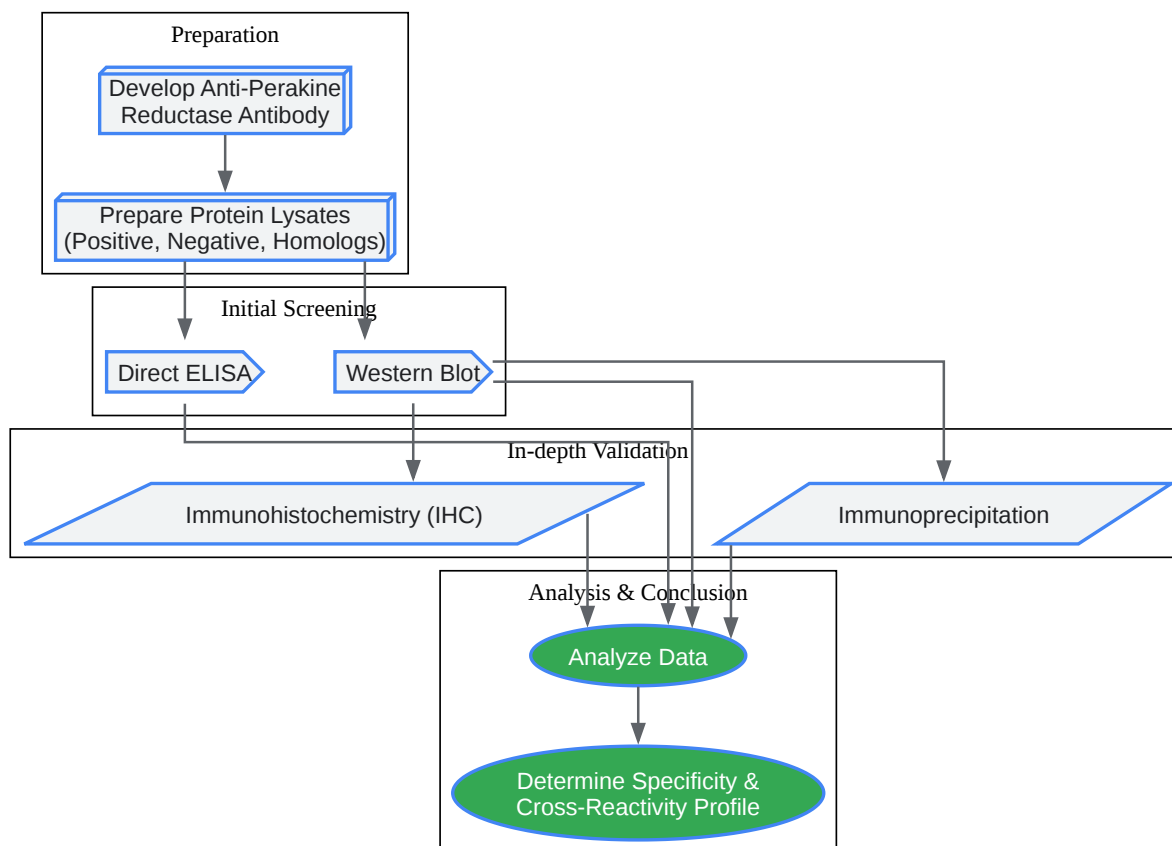 Preparation
Develop Anti-Perakine
Reductase Antibody
Prepare Protein Lysates
(Positive, Negative, Homologs)
Initial Screening
Direct ELISA
Western Blot
In-depth Validation
Immunohistochemistry (IHC)
Immunoprecipitation
Analysis & Conclusion
Analyze Data
Determine Specificity &
Cross-Reactivity Profile